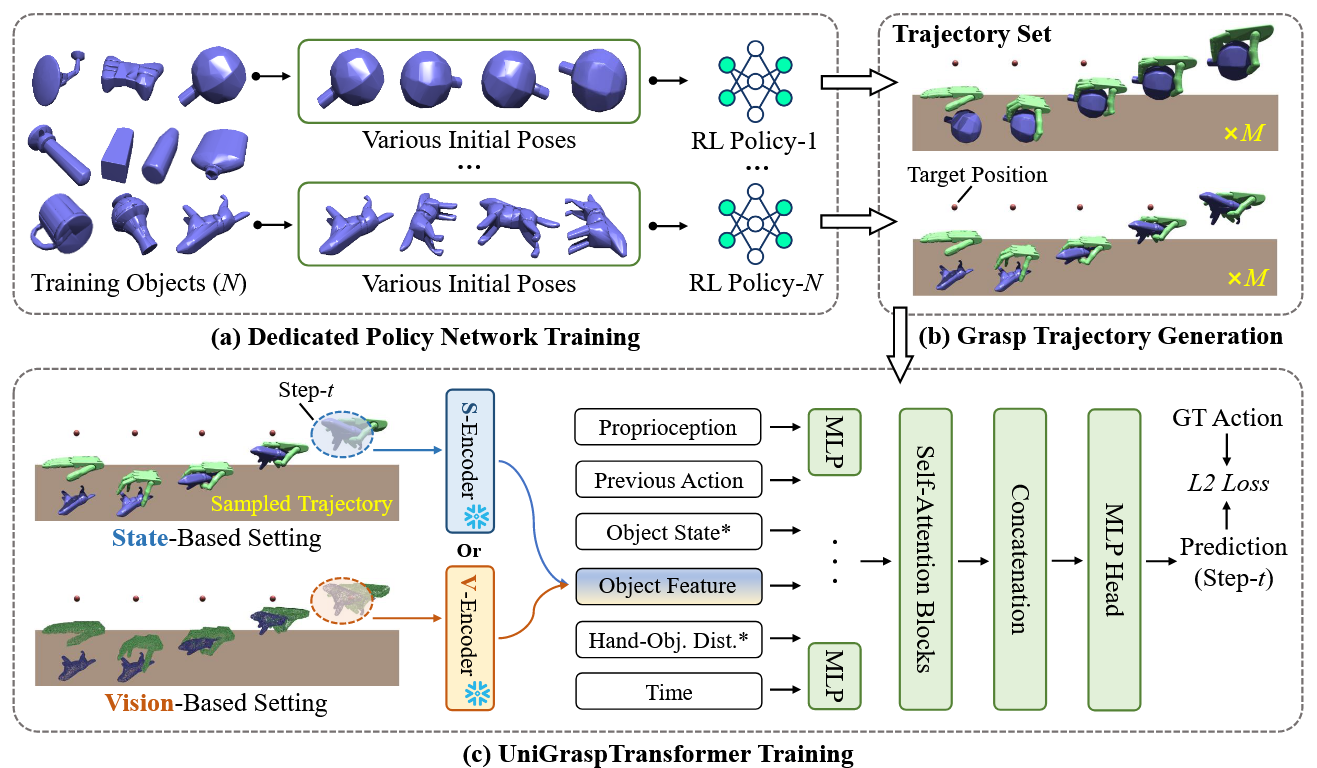 Various Initial Poses
...
Various Initial Poses
Training Objects (N)
RL Policy-1
...
RL Policy-N
(a) Dedicated Policy Network Training
Trajectory Set
×M
Target Position
×M
(b) Grasp Trajectory Generation
Step-t
Sampled Trajectory
State-Based Setting
Vision-Based Setting
S-Encoder
Or
V-Encoder
Proprioception
Previous Action
Object State*
Object Feature
Hand-Obj. Dist.*
Time
MLP
MLP
Self-Attention Blocks
Concatenation
MLP Head
GT Action
L2 Loss
Prediction
(Step-t)
(c) UniGraspTransformer Training